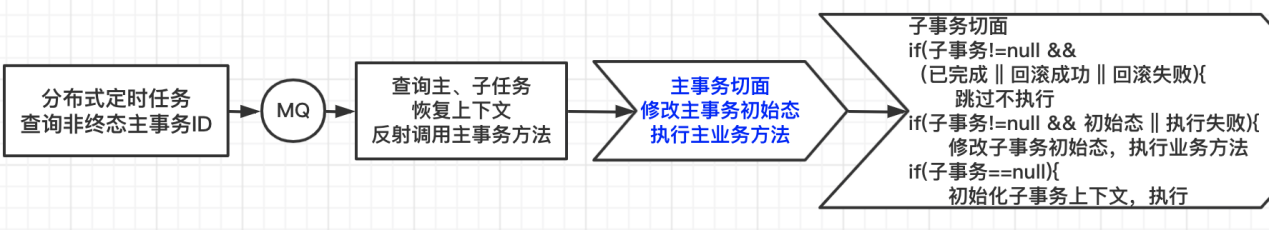 分布式定时任务
查询非终态主事务ID
MQ
查询主、子任务
恢复上下文
反射调用主事务方法
主事务切面
修改主事务初始态
执行主业务方法
子事务切面
if(子事务!=null &&
（已完成 || 回滚成功 || 回滚失败){
跳过不执行
if(子事务!=null && 初始态 || 执行失败){
修改子事务初始态，执行业务方法
if(子事务==null){
初始化子事务上下文，执行